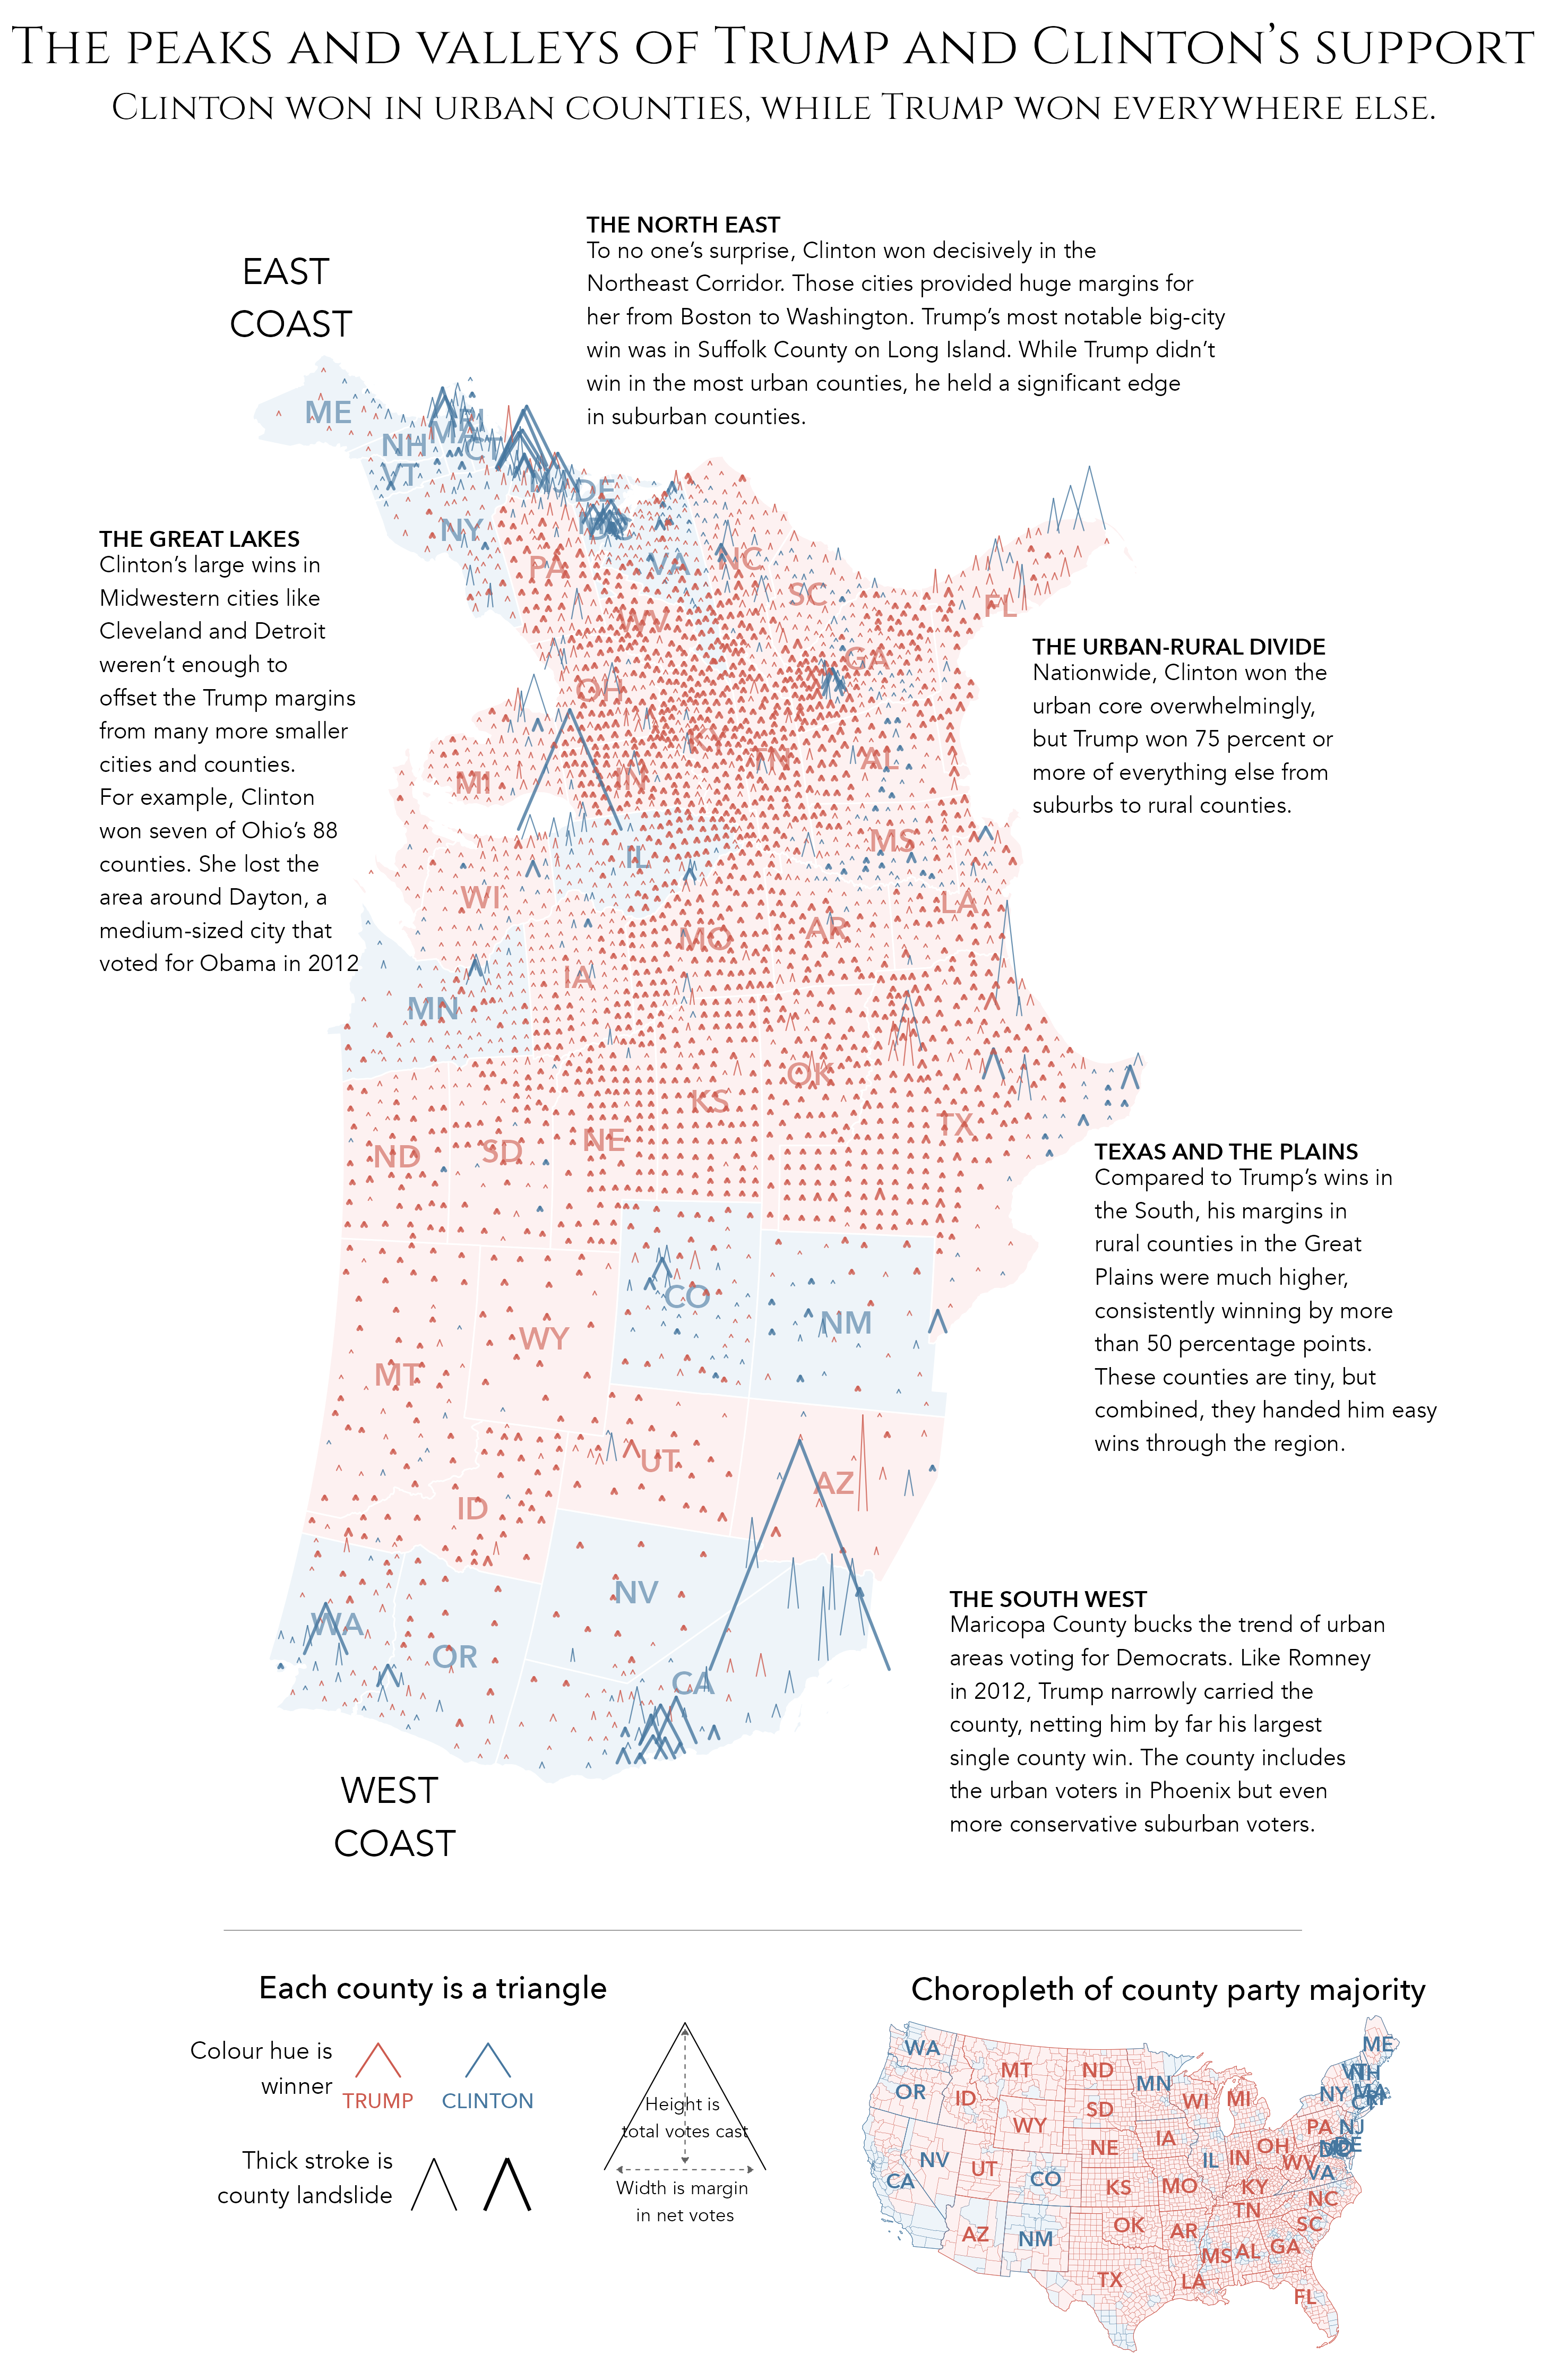 THE PEAKS AND VALLEYS OF TRUMP AND CLINTON'S SUPPORT
CLINTON WON IN URBAN COUNTIES, WHILE TRUMP WON EVERYWHERE ELSE.
EAST
COAST
THE NORTH EAST
To no one's surprise, Clinton won decisively in the
Northeast Corridor. Those cities provided huge margins for
her from Boston to Washington. Trump's most notable big-city
win was in Suffolk County on Long Island. While Trump didn't
win in the most urban counties, he held a significant edge
in suburban counties.
THE GREAT LAKES
Clinton's large wins in
Midwestern cities like
Cleveland and Detroit
weren't enough to
offset the Trump margins
from many more smaller
cities and counties.
For example, Clinton
won seven of Ohio's 88
counties. She lost the
area around Dayton, a
medium-sized city that
voted for Obama in 2012
THE URBAN-RURAL DIVIDE
Nationwide, Clinton won the
urban core overwhelmingly,
but Trump won 75 percent or
more of everything else from
suburbs to rural counties.
TEXAS AND THE PLAINS
Compared to Trump's wins in
the South, his margins in
rural counties in the Great
Plains were much higher,
consistently winning by more
than 50 percentage points.
These counties are tiny, but
combined, they handed him easy
wins through the region.
THE SOUTH WEST
Maricopa County bucks the trend of urban
areas voting for Democrats. Like Romney
in 2012, Trump narrowly carried the
county, netting him by far his largest
single county win. The county includes
the urban voters in Phoenix but even
more conservative suburban voters.
ME
RI
MA
NH
CT
VT
NJ
DE
NY
DC
PA
VA
NC
SC
FL
WV
GA
OH
KY
TN
AL
MI
IN
MS
IL
WI
LA
AR
MO
IA
MN
OK
KS
TX
NE
SD
ND
CO
NM
WY
MT
UT
AZ
ID
NV
WA
OR
CA
WEST
COAST
Each county is a triangle
Colour hue is
winner
TRUMP
CLINTON
Thick stroke is
county landslide
Height is
total votes cast
Width is margin
in net votes
Choropleth of county party majority
WA
ME
MT
ND
VT
NH
OR
ID
MN
WI
MI
NY
MA
CT
RI
SD
WY
PA
NJ
NE
IA
OH
MD
DE
NV
UT
CO
IL
IN
WV
VA
CA
KS
MO
KY
NC
TN
AZ
NM
OK
AR
SC
MS
AL
GA
TX
LA
FL